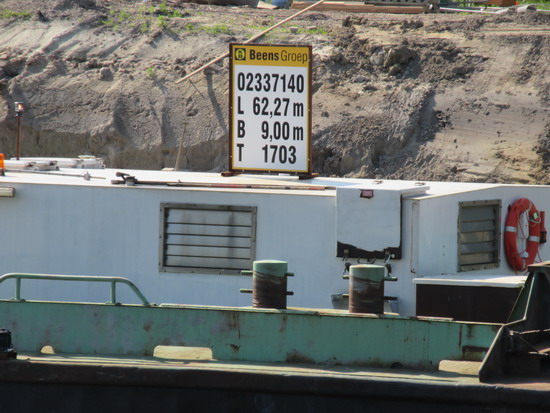 Beens Groep
02337140
L 62,27 m
B 9,00 m
T 1703